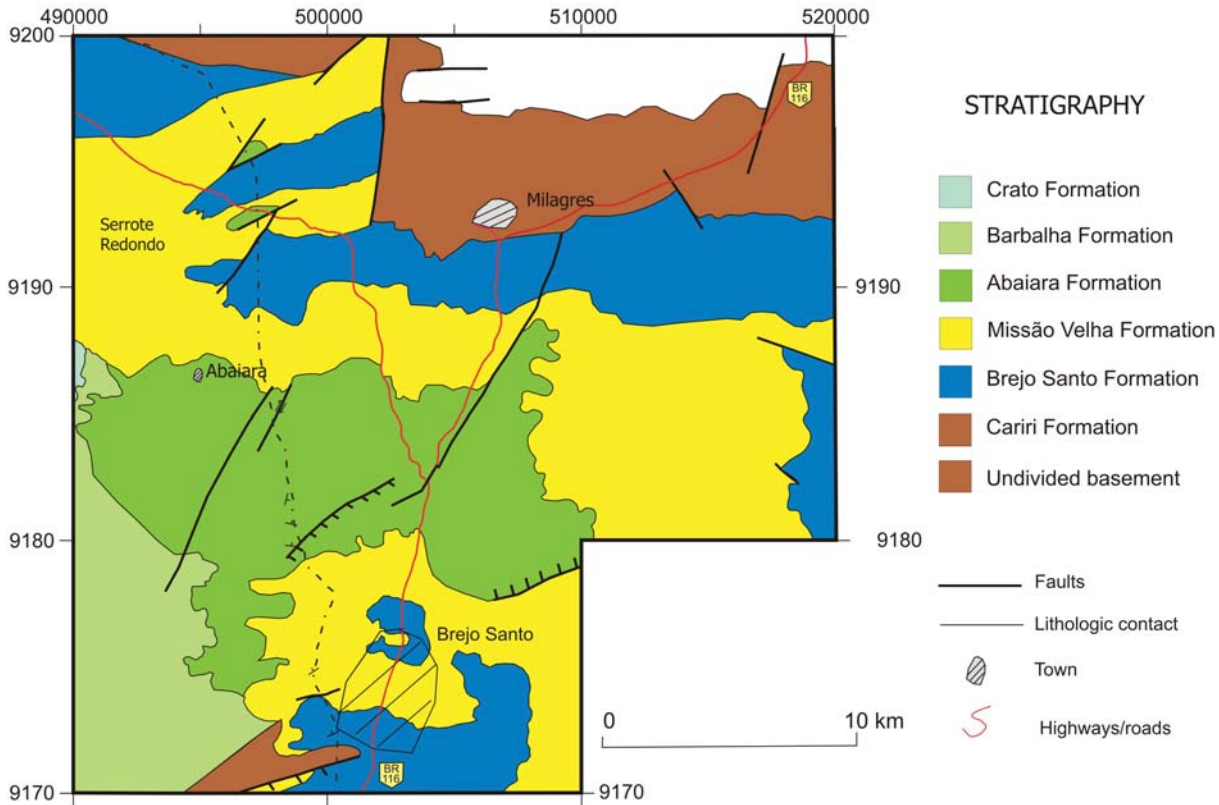 490000 500000 510000 520000
9200 9200
BR
116
STRATIGRAPHY
Crato Formation
Barbalha Formation
Abaiara Formation
Missão Velha Formation
Brejo Santo Formation
Cariri Formation
Undivided basement
Milagres
Serrote
Redondo
9190 9190
Abaiara
9180 9180
Faults
Lithologic contact
Town
Highways/roads
Brejo Santo
0 10 km
BR
116
9170 9170